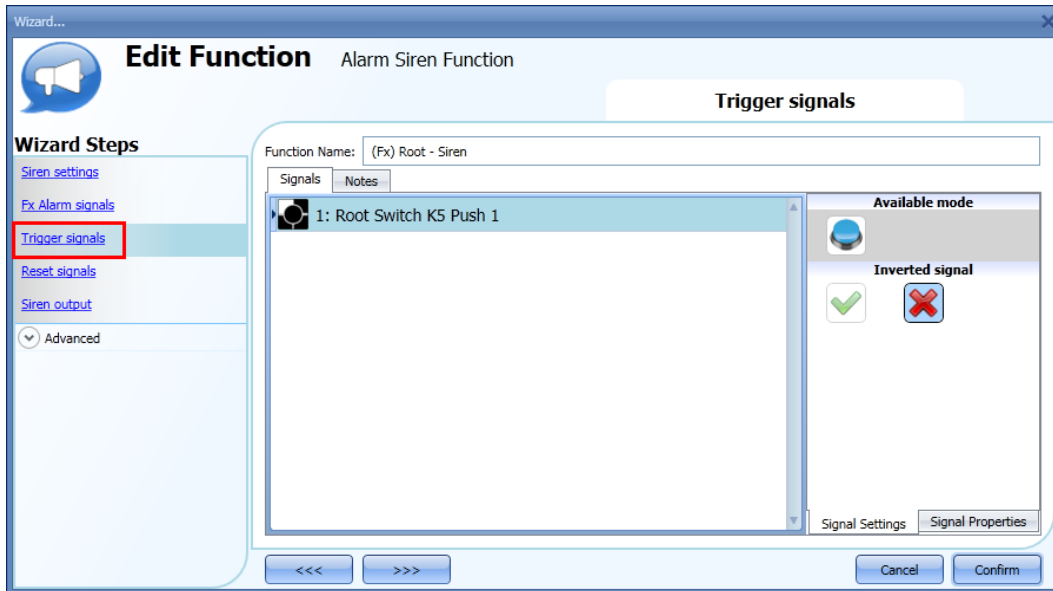 Wizard...
Edit Function Alarm Siren Function
Trigger signals
Wizard Steps
Siren settings
Fx Alarm signals
Trigger signals
Reset signals
Siren output
Advanced
Function Name: (Fx) Root - Siren
Signals Notes
1: Root Switch K5 Push 1
Available mode
Inverted signal
Signal Settings Signal Properties
<<< >>> Cancel Confirm